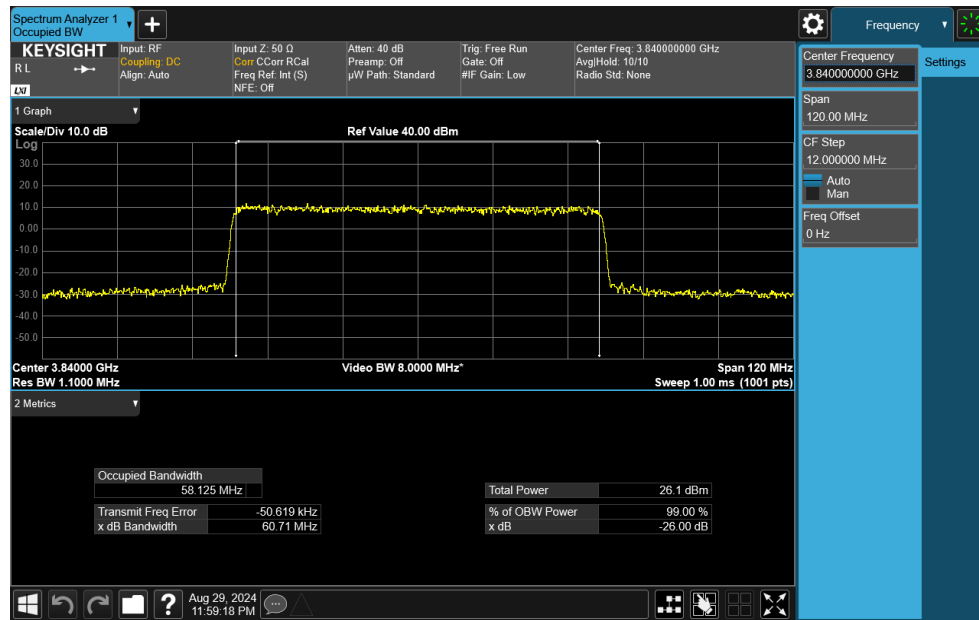 Spectrum Analyzer 1
Occupied BW
Frequency
KEYSIGHT
R L
LXI
Input: RF
Coupling: DC
Align: Auto
Input Z: 50 Ω
Corr CCorr RCal
Freq Ref: Int (S)
NFE: Off
Atten: 40 dB
Preamp: Off
µW Path: Standard
Trig: Free Run
Gate: Off
#IF Gain: Low
Center Freq: 3.840000000 GHz
Avg|Hold: 10/10
Radio Std: None
Center Frequency
3.840000000 GHz
Settings
Span
120.00 MHz
CF Step
12.000000 MHz
Auto
Man
Freq Offset
0 Hz
1 Graph
Scale/Div 10.0 dB
Ref Value 40.00 dBm
Log
30.0
20.0
10.0
0.00
-10.0
-20.0
-30.0
-40.0
-50.0
Center 3.84000 GHz
Video BW 8.0000 MHz*
Span 120 MHz
Res BW 1.1000 MHz
Sweep 1.00 ms (1001 pts)
2 Metrics
Occupied Bandwidth
58.125 MHz
Total Power 26.1 dBm
Transmit Freq Error -50.619 kHz
% of OBW Power 99.00 %
x dB Bandwidth 60.71 MHz
x dB -26.00 dB
?
Aug 29, 2024
11:59:18 PM